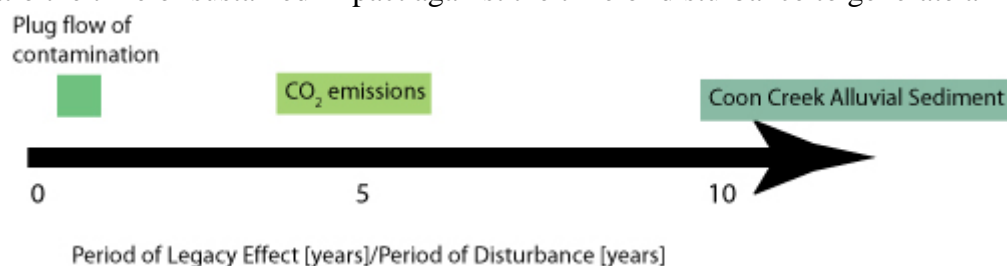 Plug flow of
contamination
CO₂ emissions
Coon Creek Alluvial Sediment
0
5
10
Period of Legacy Effect [years]/Period of Disturbance [years]